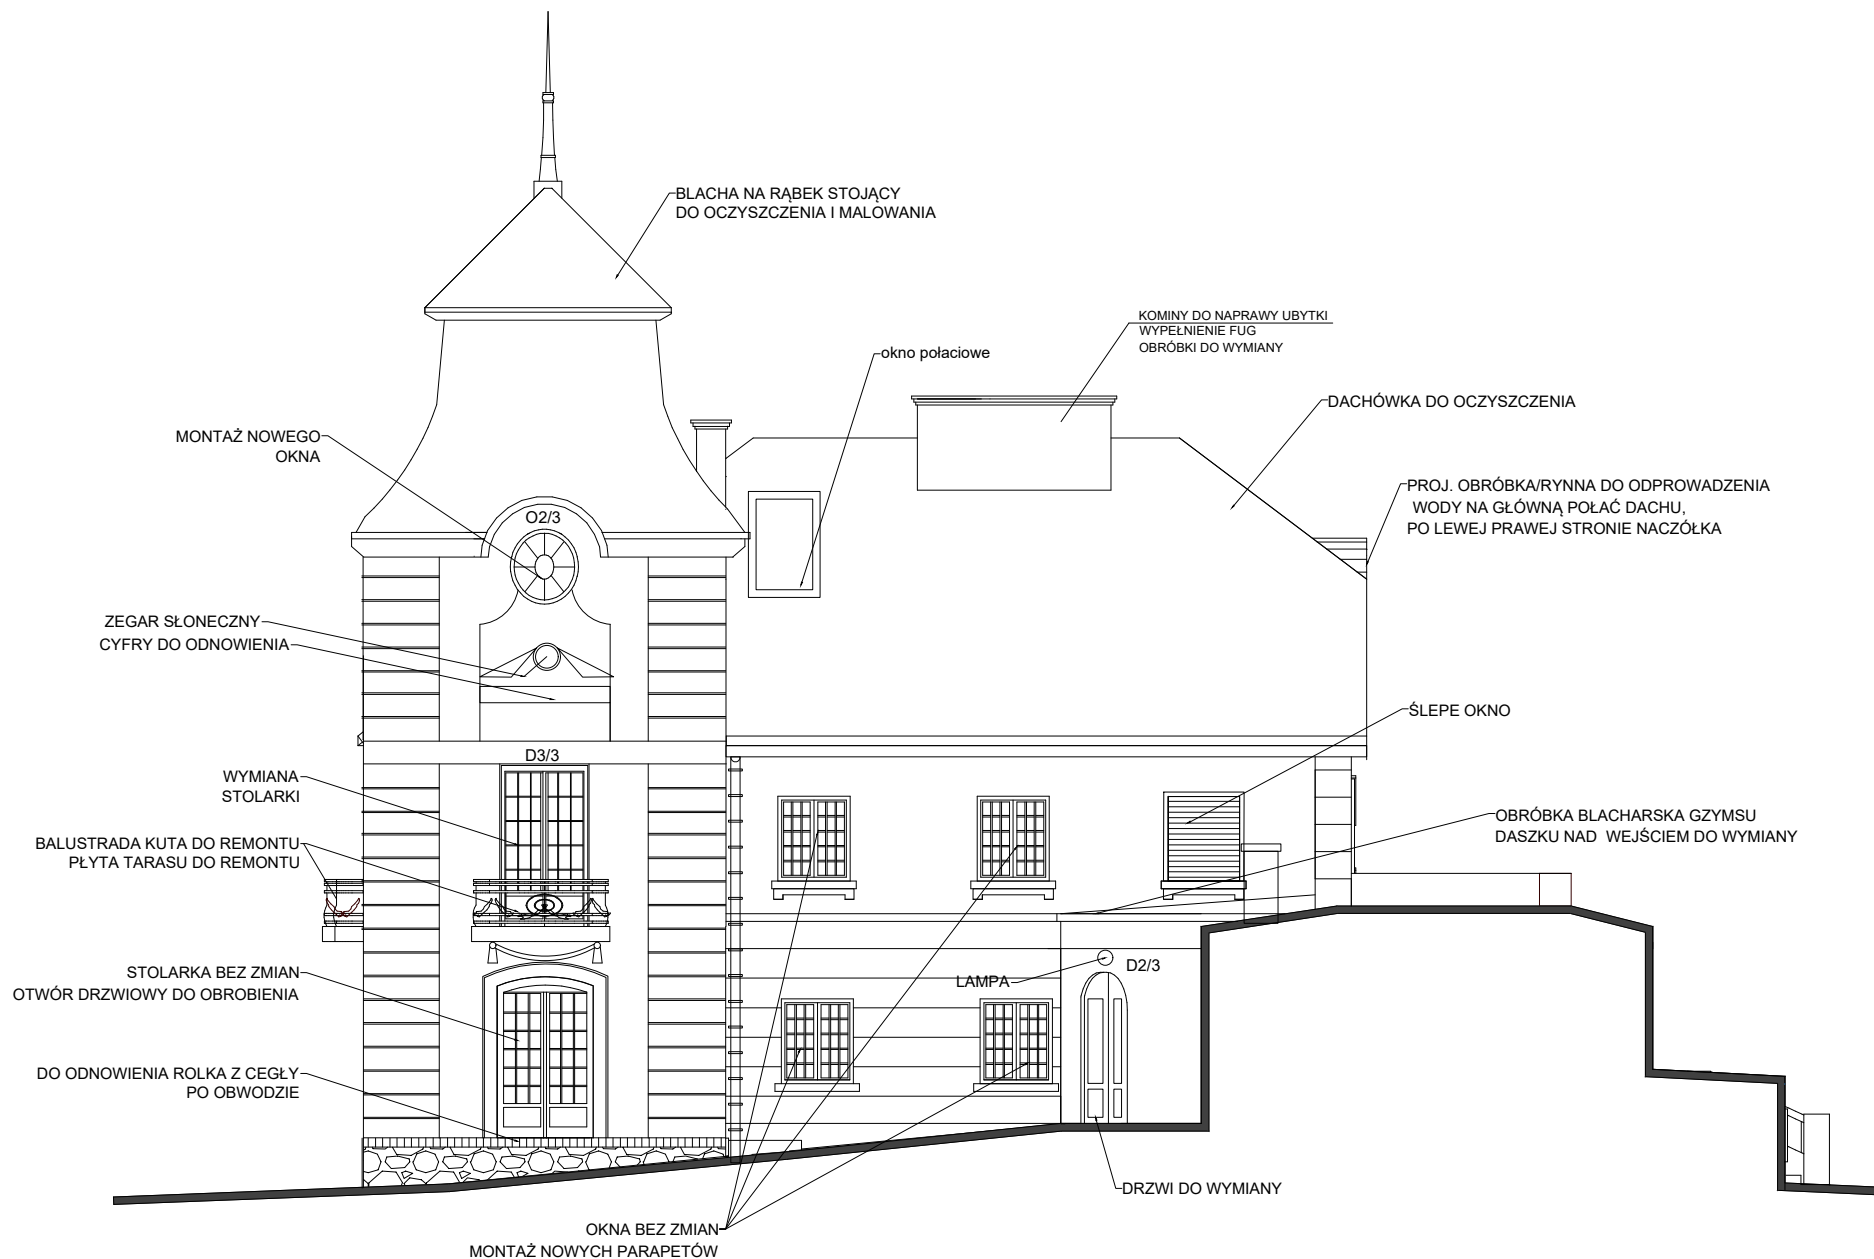 BLACHA NA RĄBEK STOJĄCY
DO OCZYSZCZENIA I MALOWANIA
KOMINY DO NAPRAWY UBYTKI
WYPEŁNIENIE FUG
OBRÓBKI DO WYMIANY
okno połaciowe
DACHÓWKA DO OCZYSZCZENIA
MONTAŻ NOWEGO
OKNA
PROJ. OBRÓBKA/RYNNA DO ODPROWADZENIA
WODY NA GŁÓWNĄ POŁAĆ DACHU,
PO LEWEJ PRAWEJ STRONIE NACZÓŁKA
O2/3
ZEGAR SŁONECZNY
CYFRY DO ODNOWIENIA
ŚLEPE OKNO
D3/3
WYMIANA
STOLARKI
OBRÓBKA BLACHARSKA GZYMSU
DASZKU NAD WEJŚCIEM DO WYMIANY
BALUSTRADA KUTA DO REMONTU
PŁYTA TARASU DO REMONTU
STOLARKA BEZ ZMIAN
OTWÓR DRZWIOWY DO OBROBIENIA
LAMPA
D2/3
DO ODNOWIENIA ROLKA Z CEGŁY
PO OBWODZIE
DRZWI DO WYMIANY
OKNA BEZ ZMIAN
MONTAŻ NOWYCH PARAPETÓW